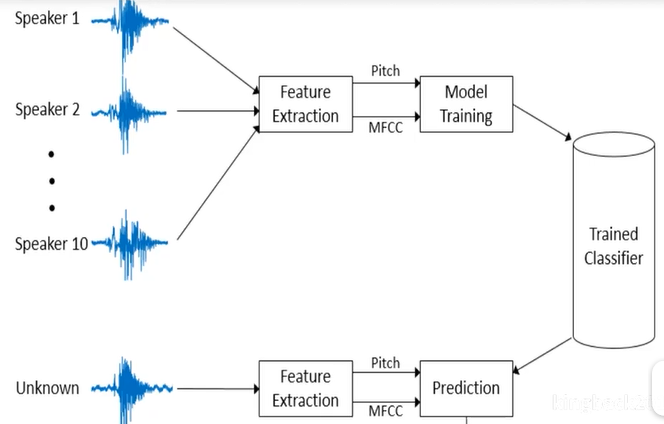 Speaker 1
Speaker 2
Speaker 10
Feature
Extraction
Pitch
MFCC
Model
Training
Trained
Classifier
Unknown
Feature
Extraction
Pitch
MFCC
Prediction